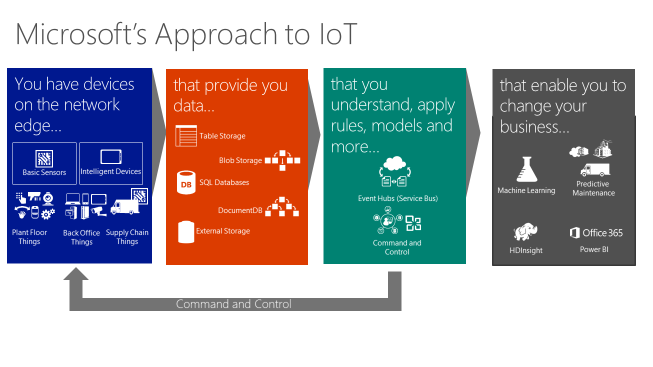 Microsoft's Approach to IoT
You have devices
on the network
edge...
Basic Sensors
Intelligent Devices
Plant Floor
Things
Back Office
Things
Supply Chain
Things
that provide you
data...
Table Storage
Blob Storage
DB
SQL Databases
DocumentDB
External Storage
that you
understand, apply
rules, models and
more...
Event Hubs (Service Bus)
Command and
Control
that enable you to
change your
business...
Machine Learning
Predictive
Maintenance
HDInsight
Office 365
Power BI
Command and Control